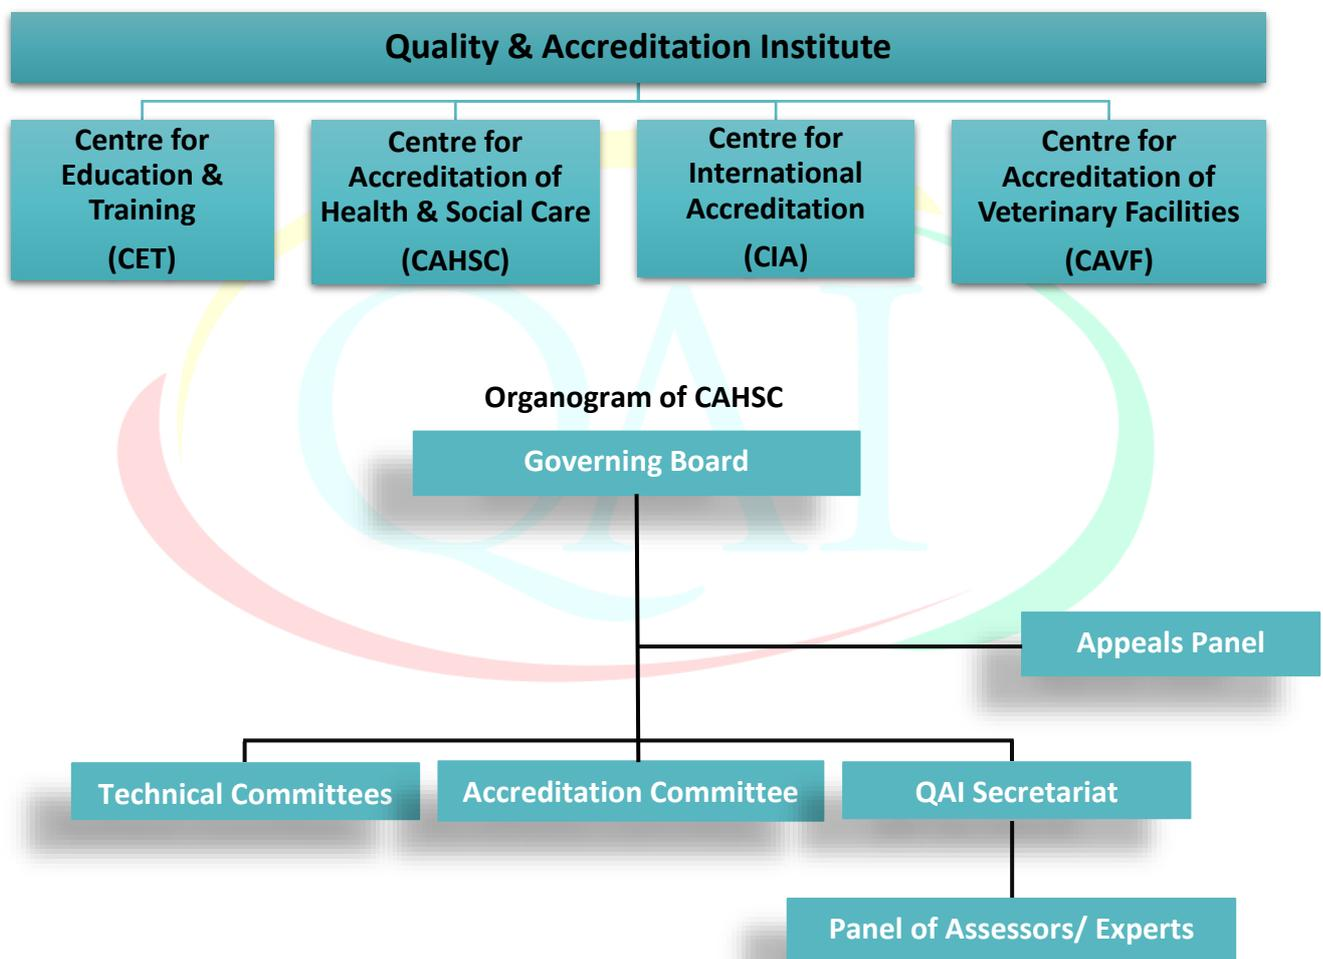 Quality & Accreditation Institute
Centre for
Education &
Training
(CET)
Centre for
Accreditation of
Health & Social Care
(CAHSC)
Centre for
International
Accreditation
(CIA)
Centre for
Accreditation of
Veterinary Facilities
(CAVF)
QAI
Organogram of CAHSC
Governing Board
Appeals Panel
Technical Committees
Accreditation Committee
QAI Secretariat
Panel of Assessors/ Experts